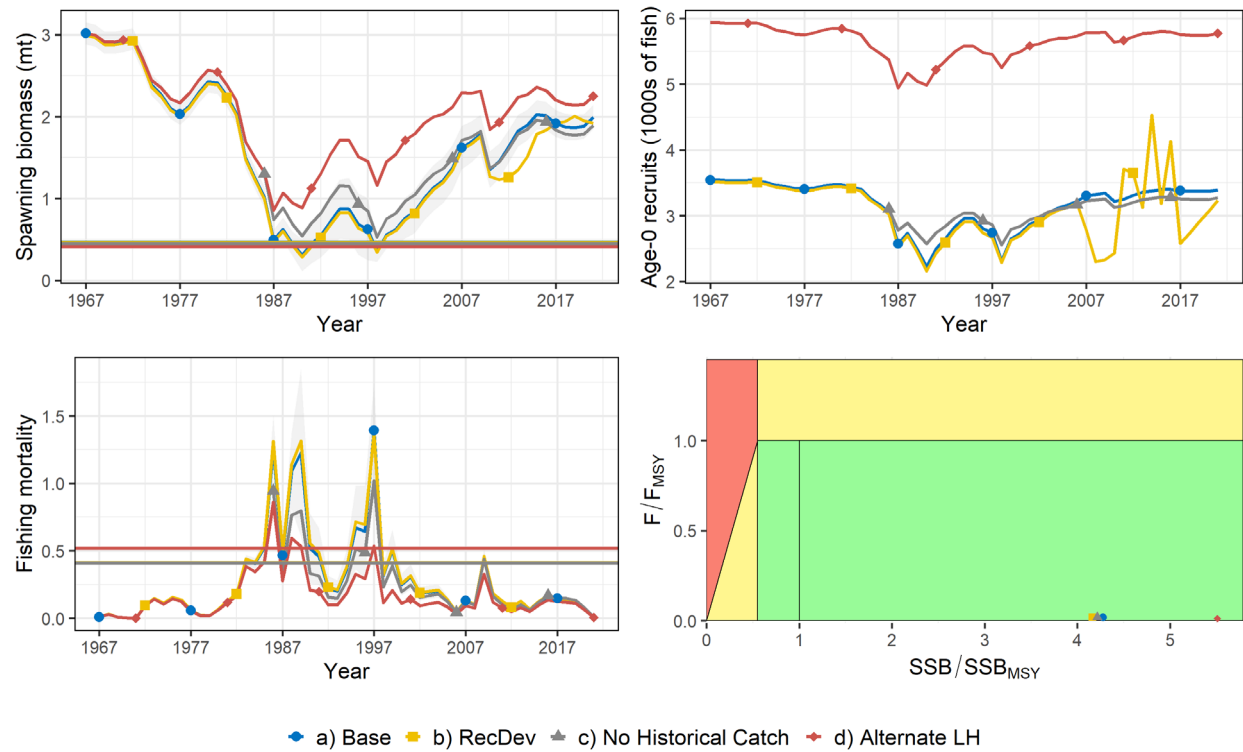 Spawning biomass (mt)
3
2
1
0
1967 1977 1987 1997 2007 2017
Year
Age-0 recruits (1000s of fish)
6
5
4
3
2
1967 1977 1987 1997 2007 2017
Year
Fishing mortality
1.5
1.0
0.5
0.0
1967 1977 1987 1997 2007 2017
Year
F/FMSY
1.0
0.5
0.0
0 1 2 3 4 5
SSB/SSBMSY
a) Base b) RecDev c) No Historical Catch d) Alternate LH